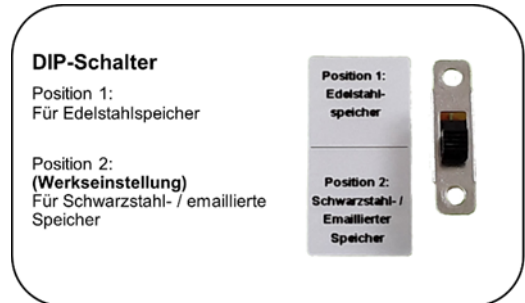 DIP-Schalter
Position 1:
Für Edelstahlspeicher
Position 2:
(Werkseinstellung)
Für Schwarzstahl- / emaillierte
Speicher
Position 1:
Edelstahl-
speicher
Position 2:
Schwarzstahl- /
Emaillierter
Speicher